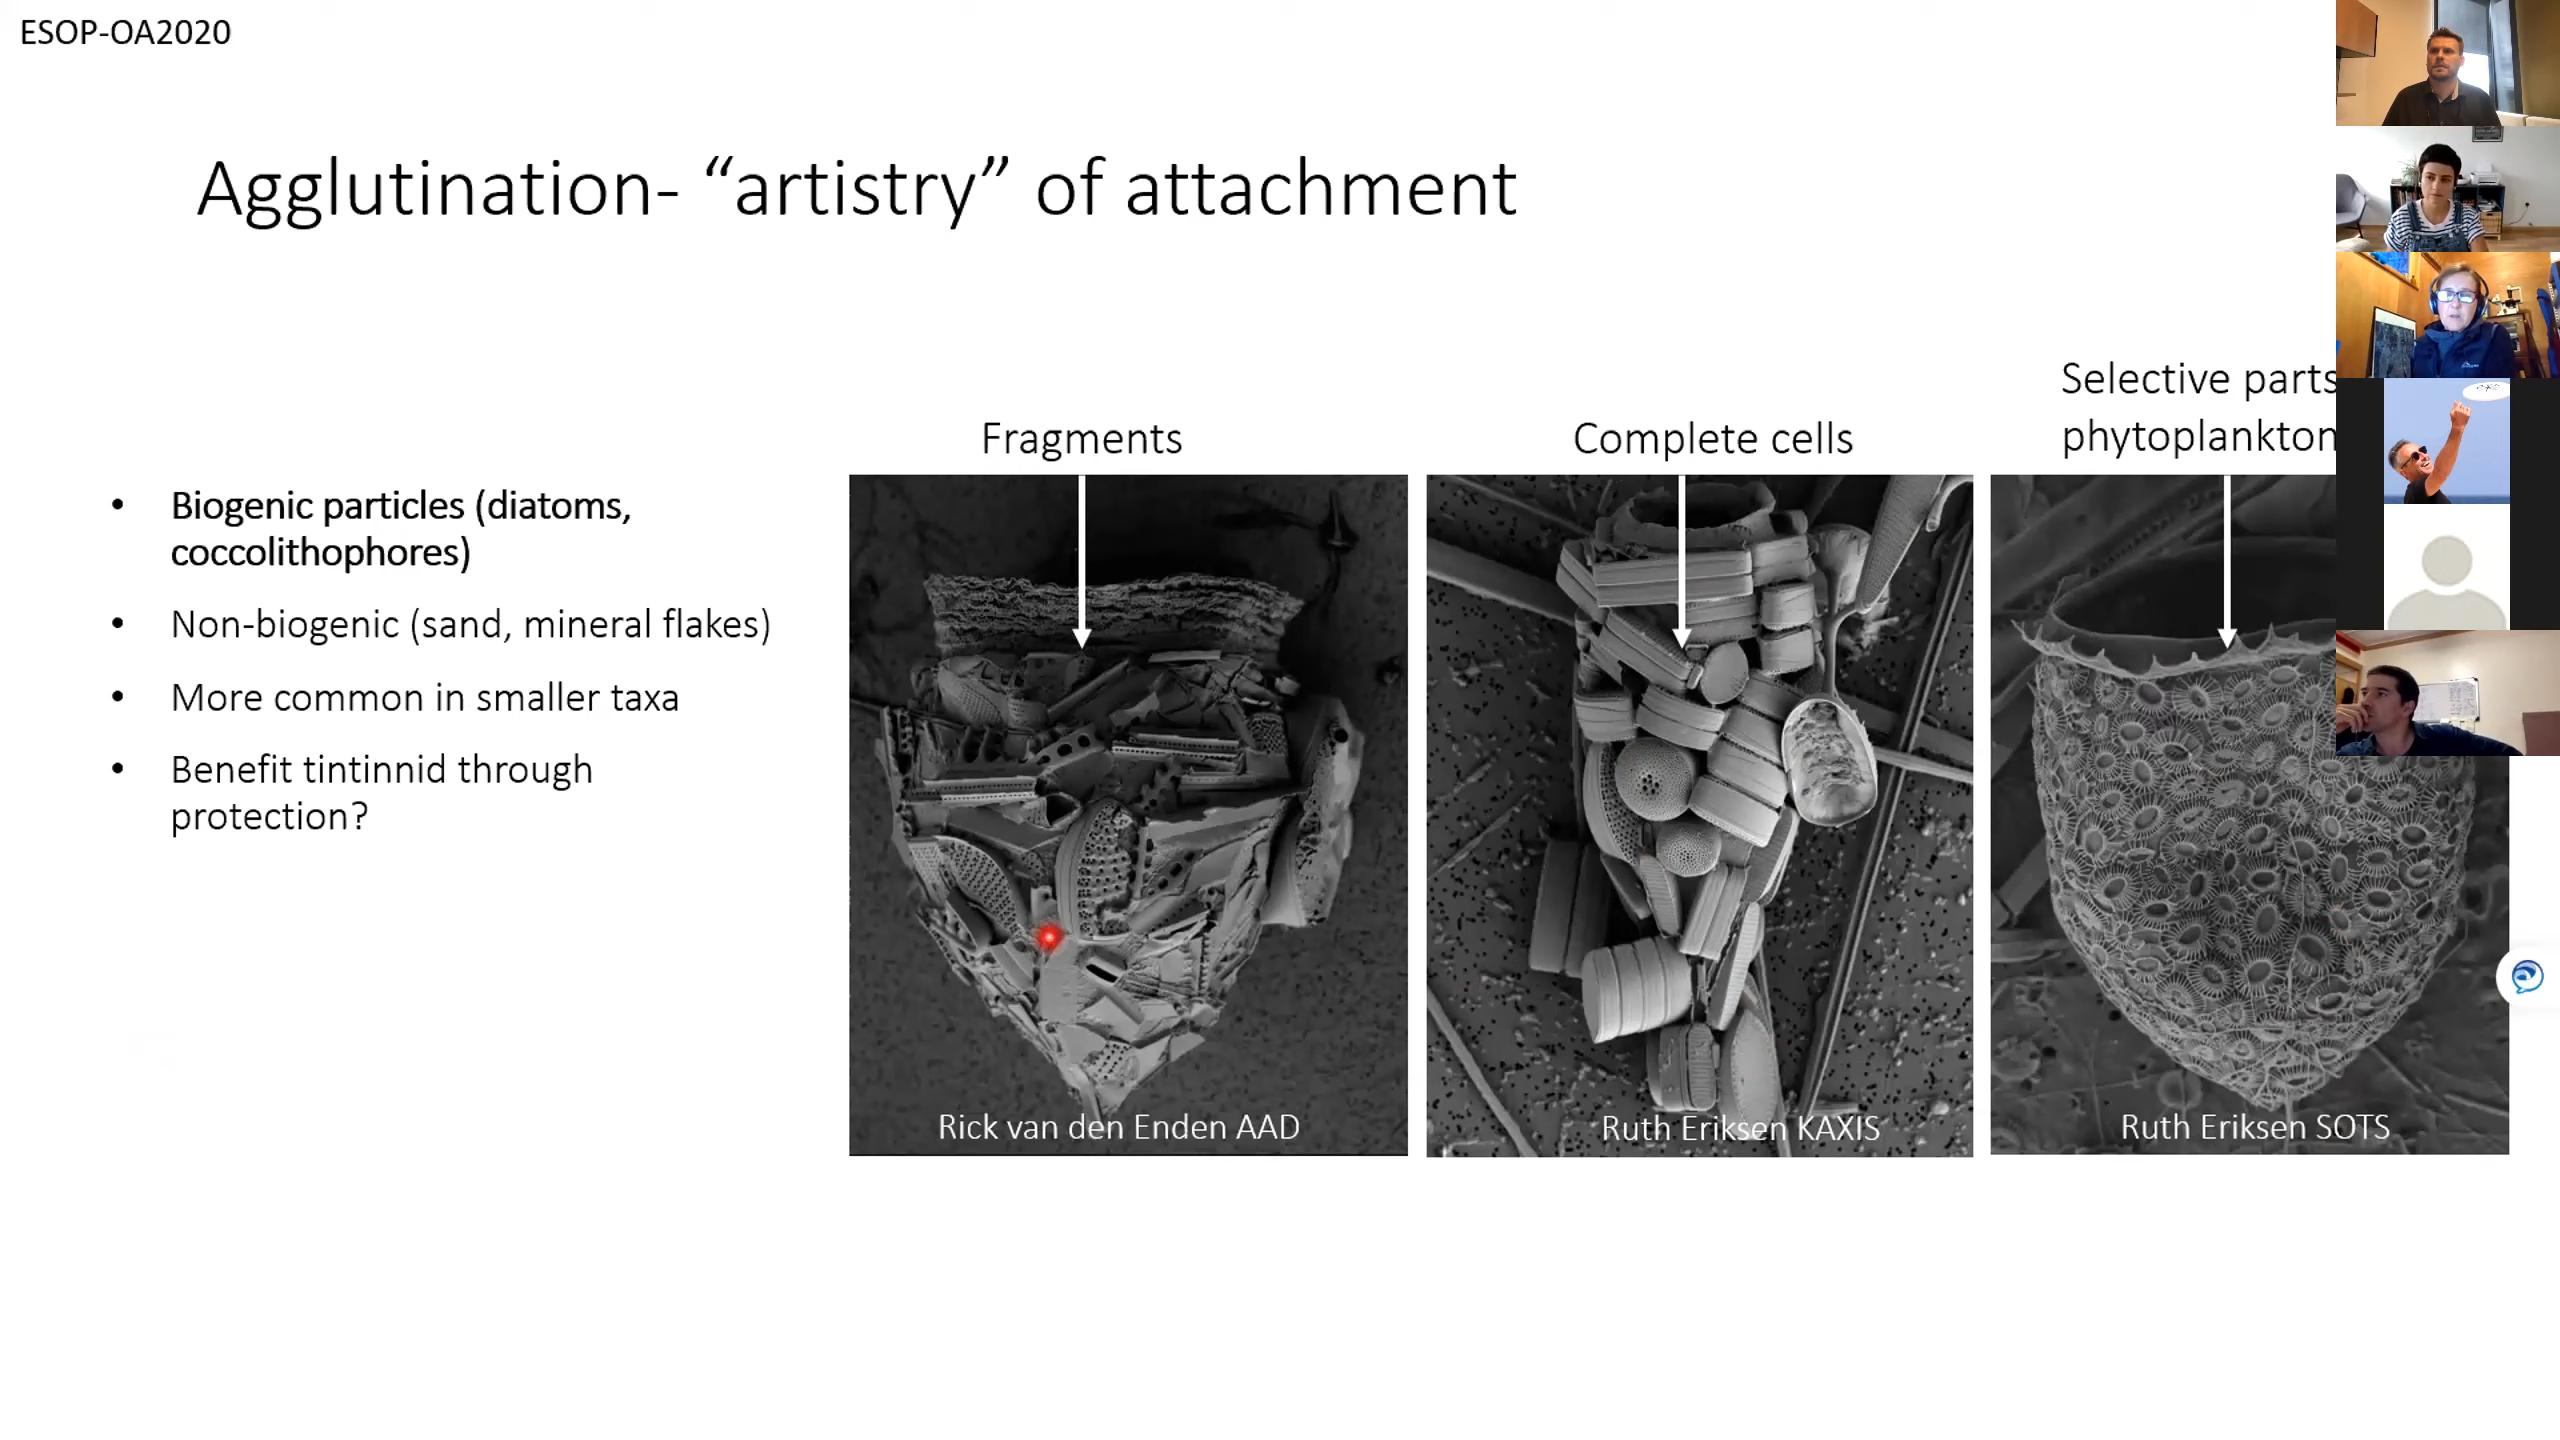 ESOP-OA2020
Agglutination- “artistry” of attachment
• Biogenic particles (diatoms,
coccolithophores)
• Non-biogenic (sand, mineral flakes)
• More common in smaller taxa
• Benefit tintinnid through
protection?
Fragments
Complete cells
Selective parts
phytoplankton
Rick van den Enden AAD
Ruth Eriksen KAXIS
Ruth Eriksen SOTS